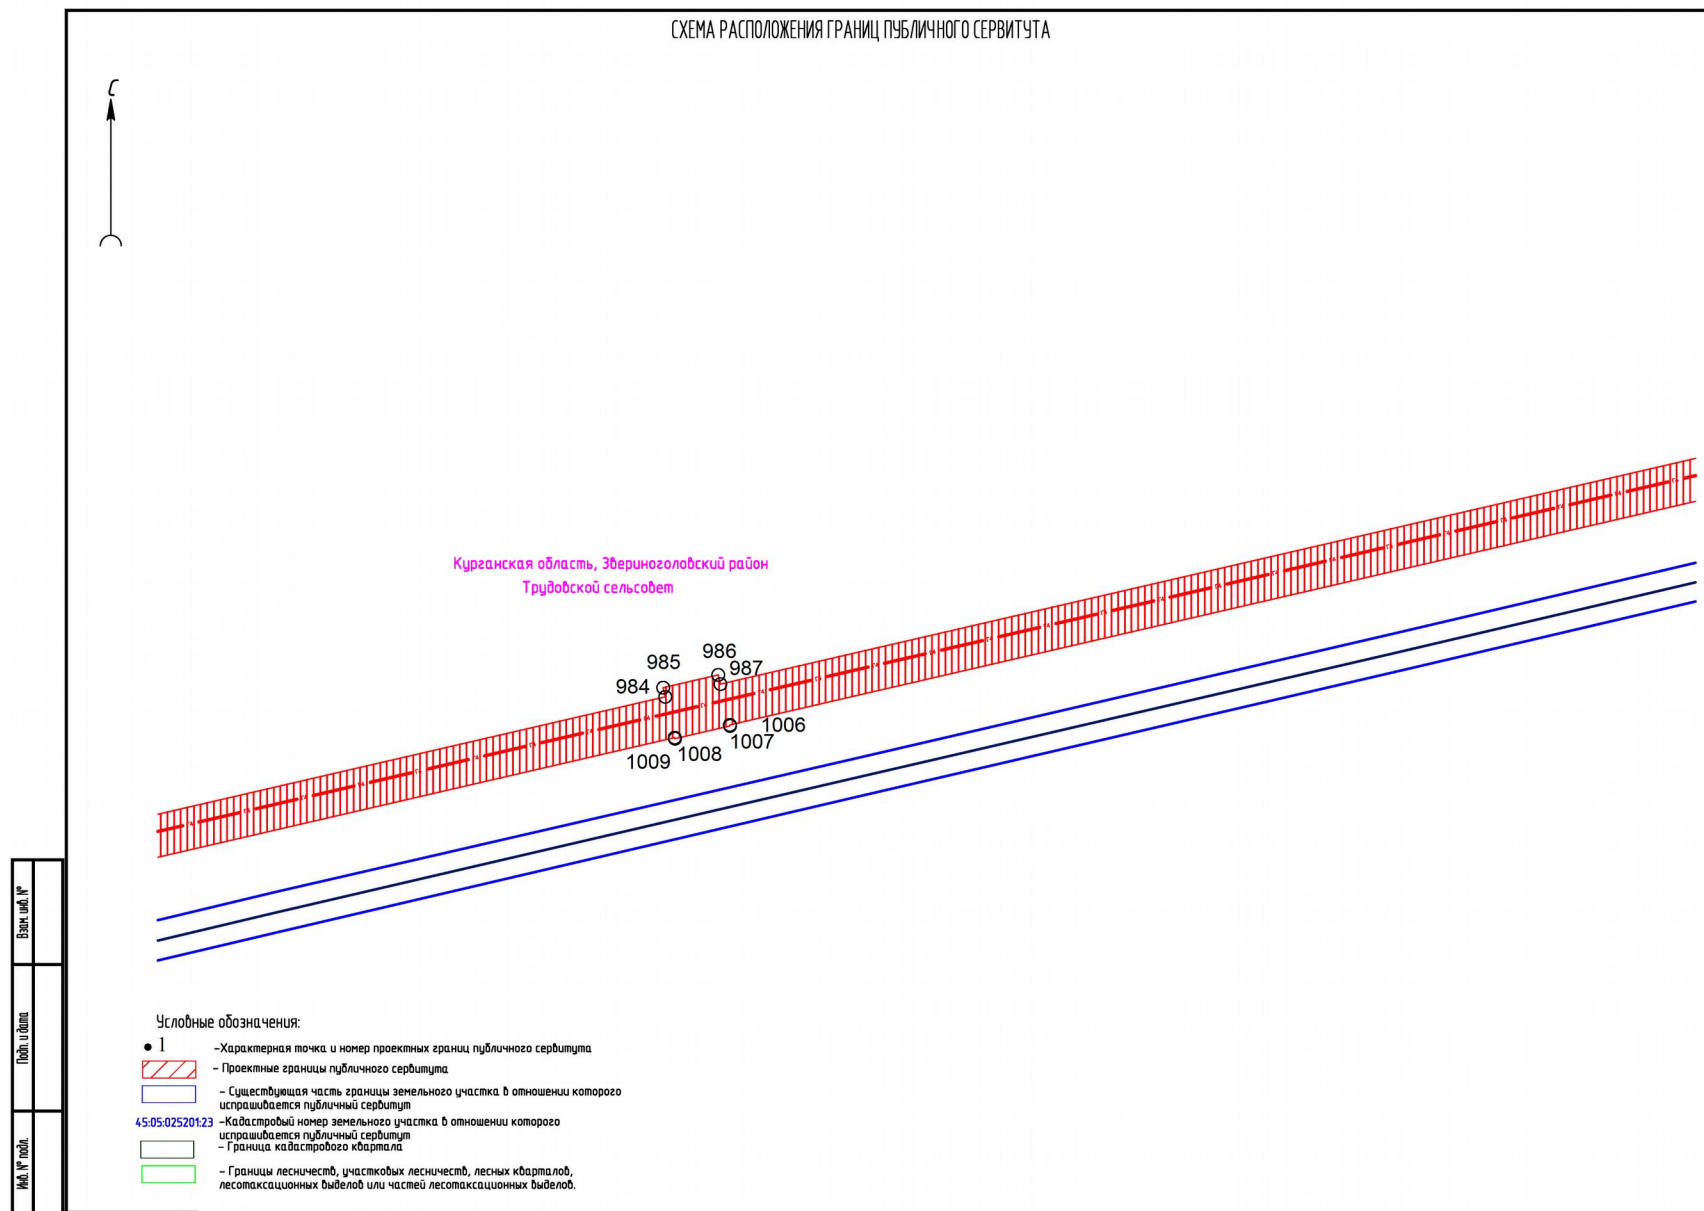 СХЕМА РАСПОЛОЖЕНИЯ ГРАНИЦ ПУБЛИЧНОГО СЕРВИТУТА
С
Курганская область, Звериноголовский район
Трудовской сельсовет
985
986
984
987
1006
1007
1008
1009
Взам. инв. №
Подп. и дата
Инв. № подл.
Условные обозначения:
1 -Характерная точка и номер проектных границ публичного сервитута
- Проектные границы публичного сервитута
- Существующая часть границы земельного участка в отношении которого
испрашивается публичный сервитут
45:05:025201:23 -Кадастровый номер земельного участка в отношении которого
испрашивается публичный сервитут
- Граница кадастрового квартала
- Границы лесничеств, участковых лесничеств, лесных кварталов,
лесотаксационных выделов или частей лесотаксационных выделов.